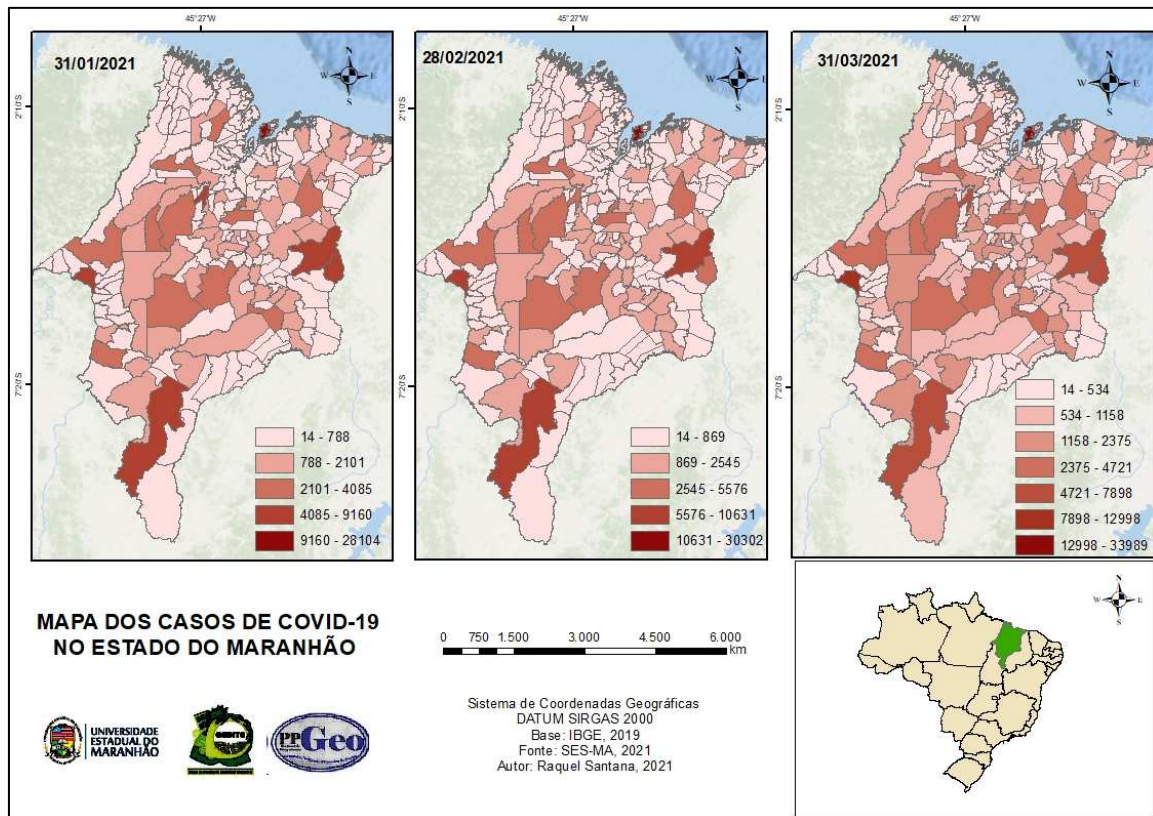 45°27'W
45°27'W
45°27'W
31/01/2021
28/02/2021
31/03/2021
N
W E
S
N
W E
S
N
W E
S
2°10'S
2°10'S
2°10'S
7°20'S
7°20'S
7°20'S
14 - 788
788 - 2101
2101 - 4085
4085 - 9160
9160 - 28104
14 - 869
869 - 2545
2545 - 5576
5576 - 10631
10631 - 30302
14 - 534
534 - 1158
1158 - 2375
2375 - 4721
4721 - 7898
7898 - 12998
12998 - 33989
MAPA DOS CASOS DE COVID-19
NO ESTADO DO MARANHÃO
UNIVERSIDADE
ESTADUAL DO
MARANHÃO
PPGeo
0 750 1.500 3.000 4.500 6.000
km
Sistema de Coordenadas Geográficas
DATUM SIRGAS 2000
Base: IBGE, 2019
Fonte: SES-MA, 2021
Autor: Raquel Santana, 2021
N
W E
S